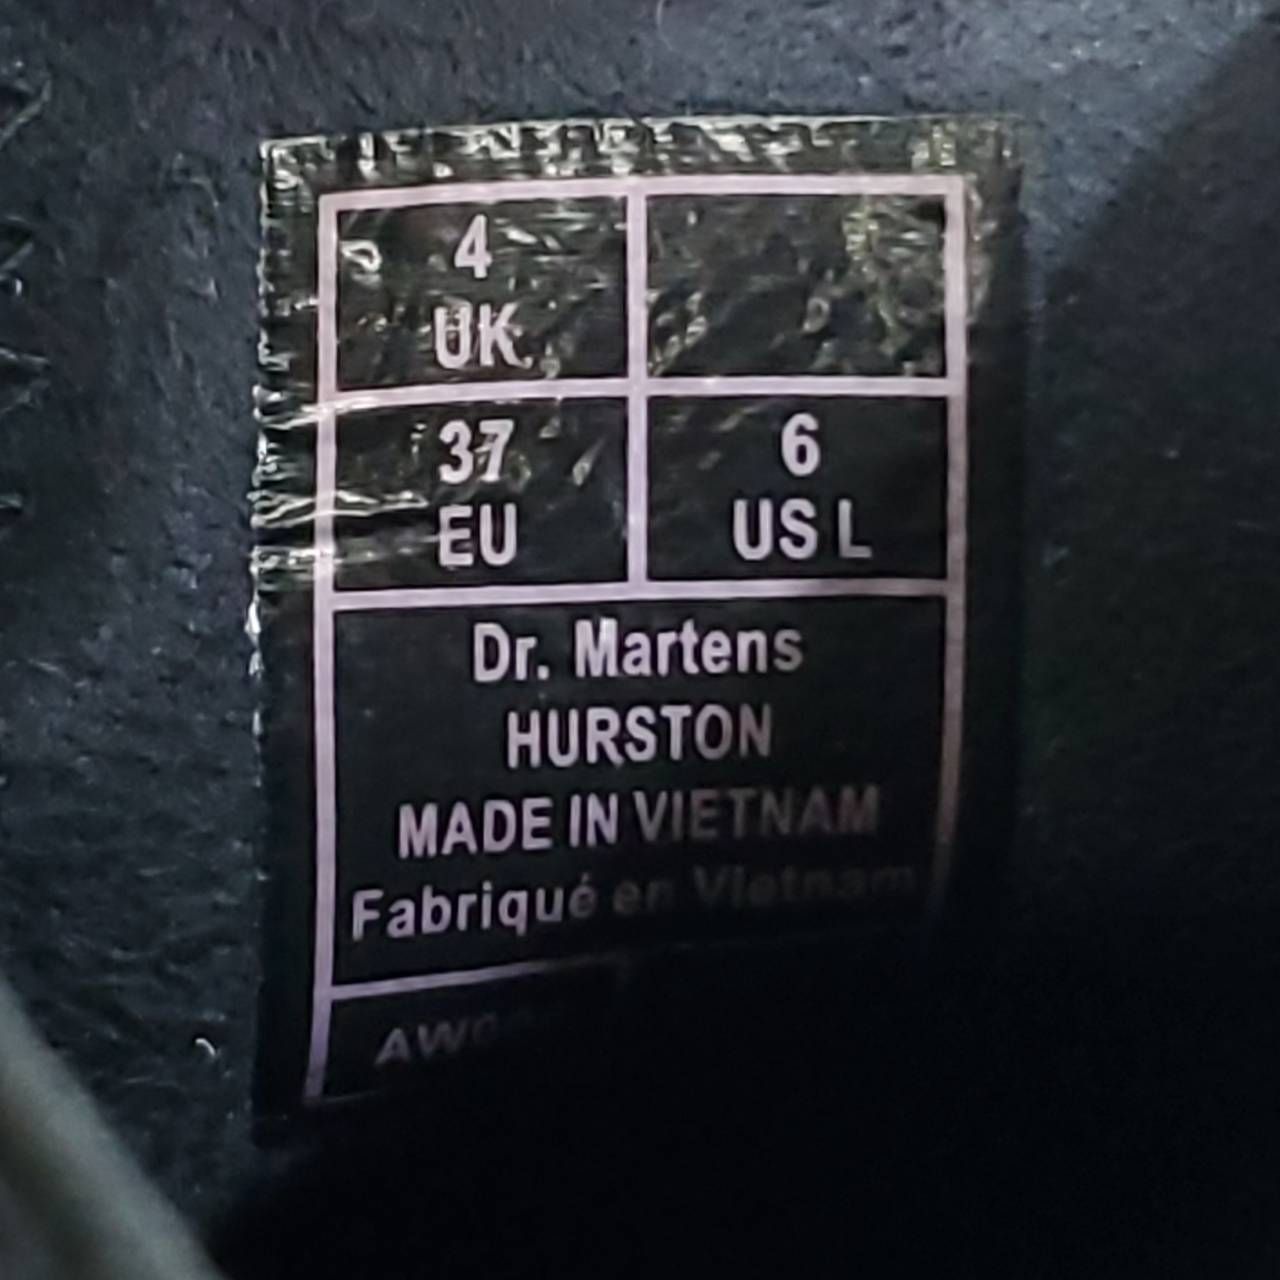 4
UK
37
EU
6
US L
Dr. Martens
HURSTON
MADE IN VIETNAM
Fabriqué en Vietnam